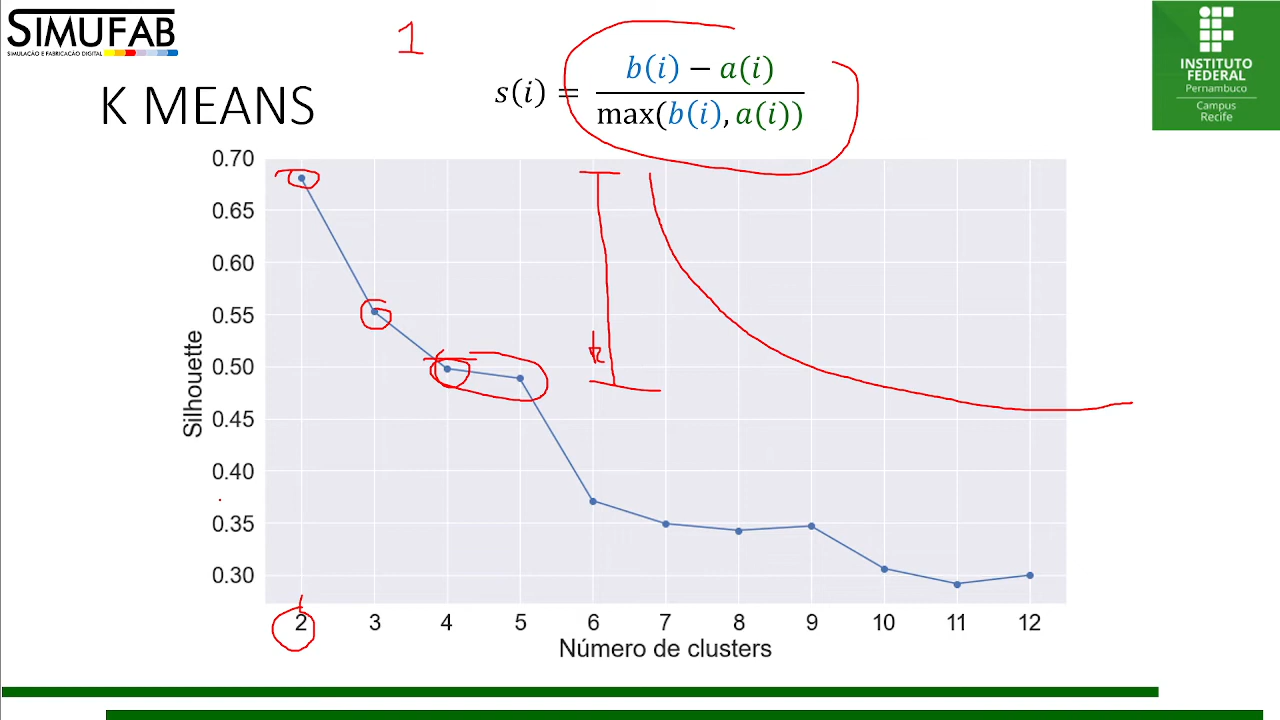 SIMUFAB
SIMULAÇÃO E FABRICAÇÃO DIGITAL
1
K MEANS
s(i) = b(i) − a(i) / max(b(i), a(i))
INSTITUTO
FEDERAL
Pernambuco
Campus
Recife
Silhouette
0.70
0.65
0.60
0.55
0.50
0.45
0.40
0.35
0.30
2 3 4 5 6 7 8 9 10 11 12
Número de clusters